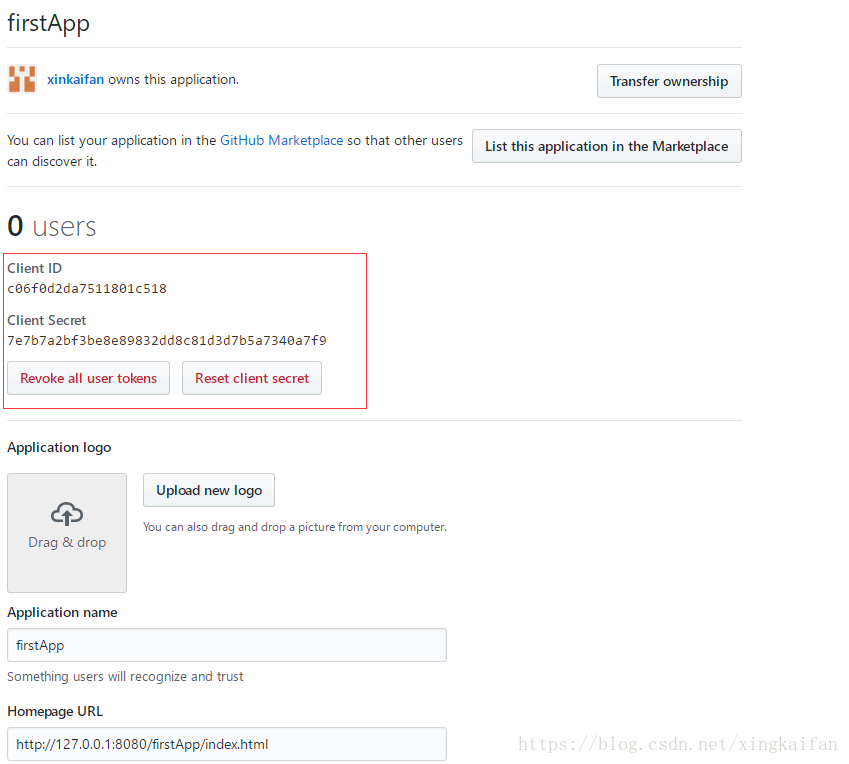 firstApp
xinkaifan owns this application.
Transfer ownership
You can list your application in the GitHub Marketplace so that other users
can discover it.
List this application in the Marketplace
0 users
Client ID
c06f0d2da7511801c518
Client Secret
7e7b7a2bf3be8e89832dd8c81d3d7b5a7340a7f9
Revoke all user tokens
Reset client secret
Application logo
Upload new logo
Drag & drop
You can also drag and drop a picture from your computer.
Application name
firstApp
Something users will recognize and trust
Homepage URL
http://127.0.0.1:8080/firstApp/index.html
https://blog.csdn.net/xingkaifan